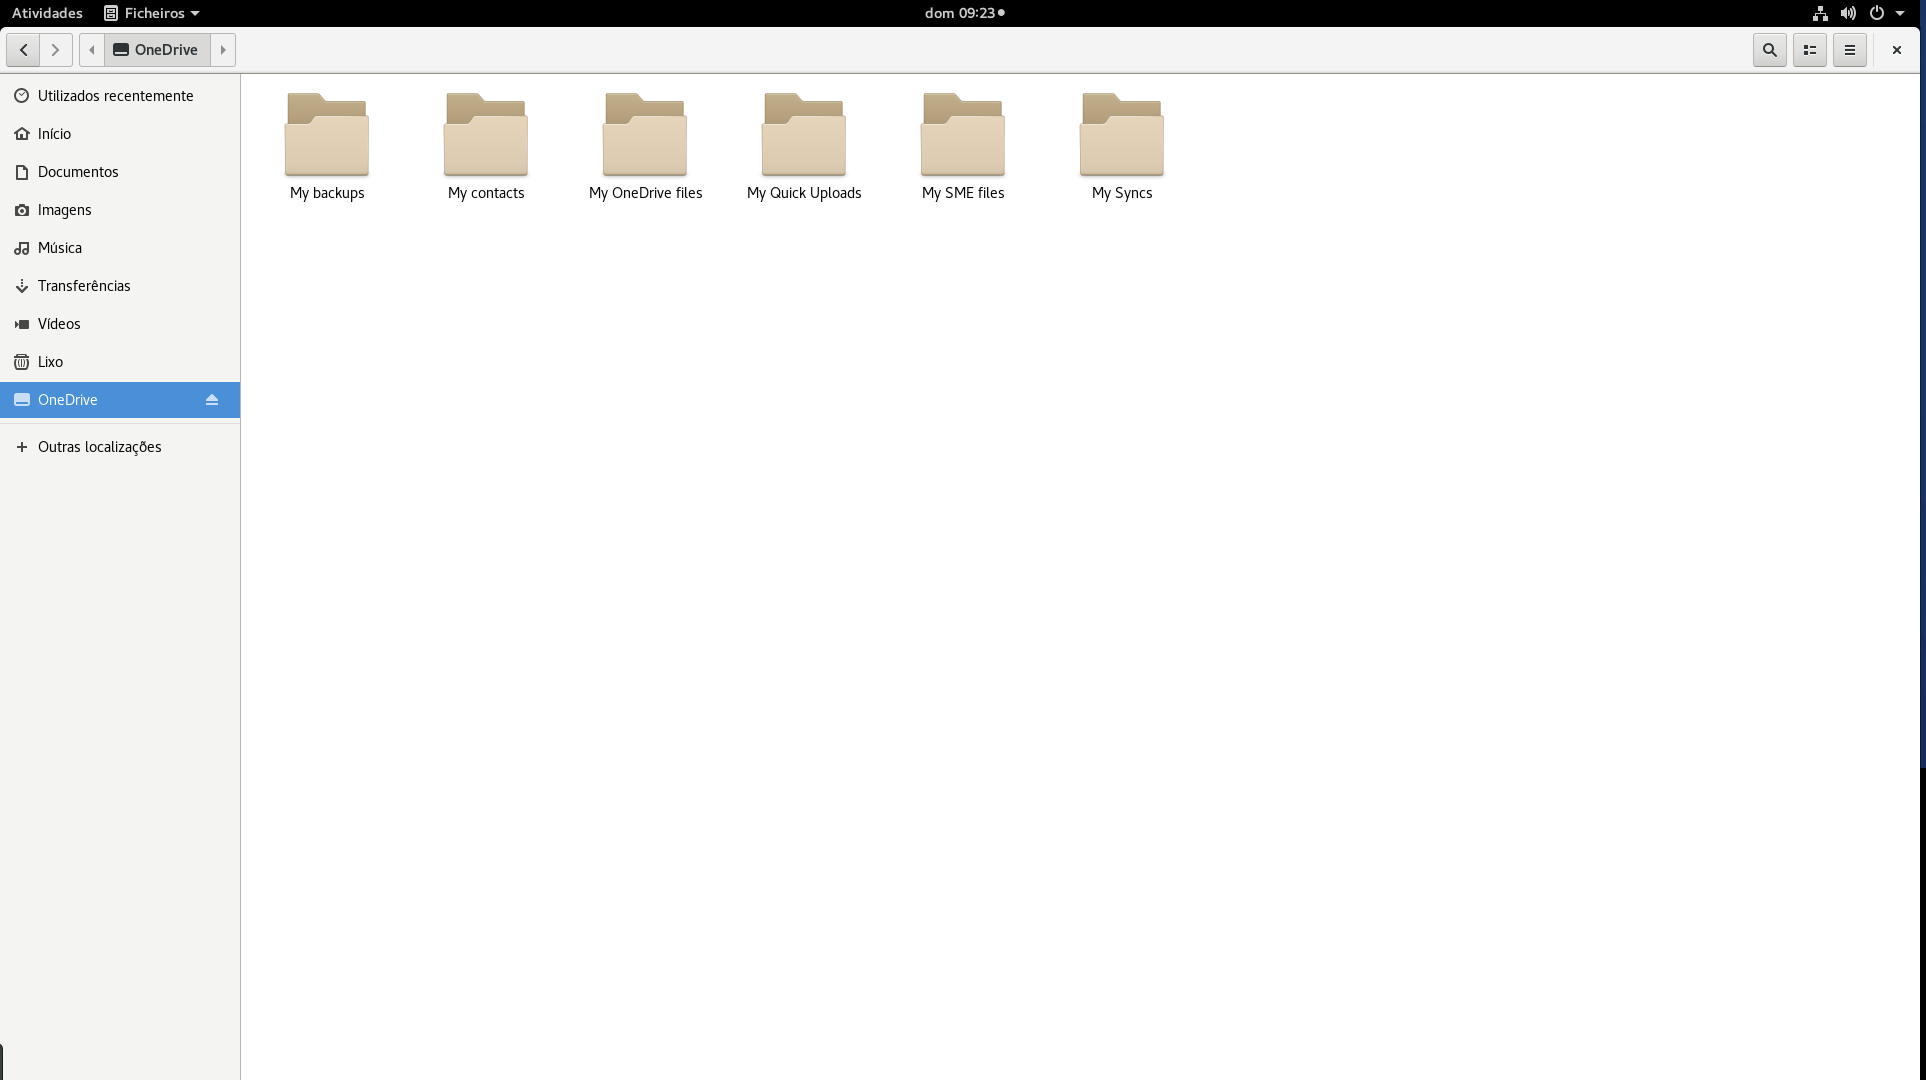 Atividades
Ficheiros
dom 09:23
OneDrive
Utilizados recentemente
Início
Documentos
Imagens
Música
Transferências
Vídeos
Lixo
OneDrive
Outras localizações
My backups
My contacts
My OneDrive files
My Quick Uploads
My SME files
My Syncs